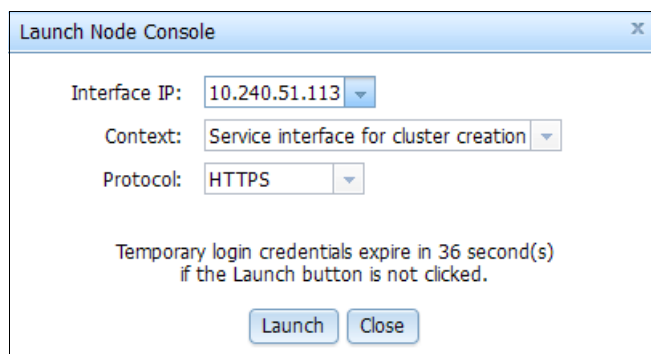 Launch Node Console x
Interface IP: 10.240.51.113
Context: Service interface for cluster creation
Protocol: HTTPS
Temporary login credentials expire in 36 second(s)
if the Launch button is not clicked.
Launch Close